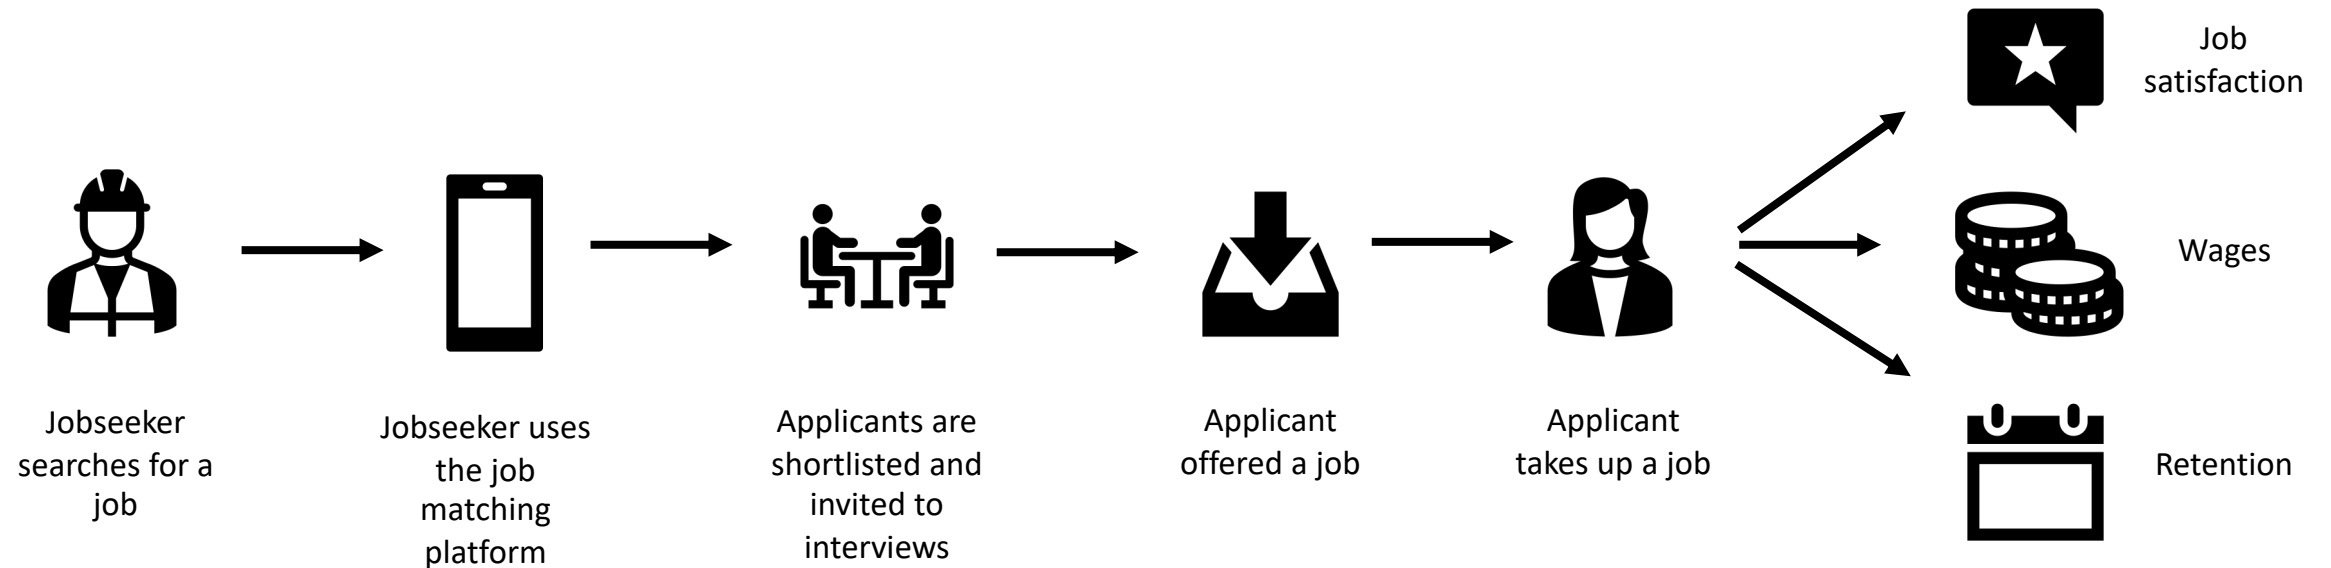 Jobseeker
searches for a
job
Jobseeker uses
the job
matching
platform
Applicants are
shortlisted and
invited to
interviews
Applicant
offered a job
Applicant
takes up a job
Job
satisfaction
Wages
Retention